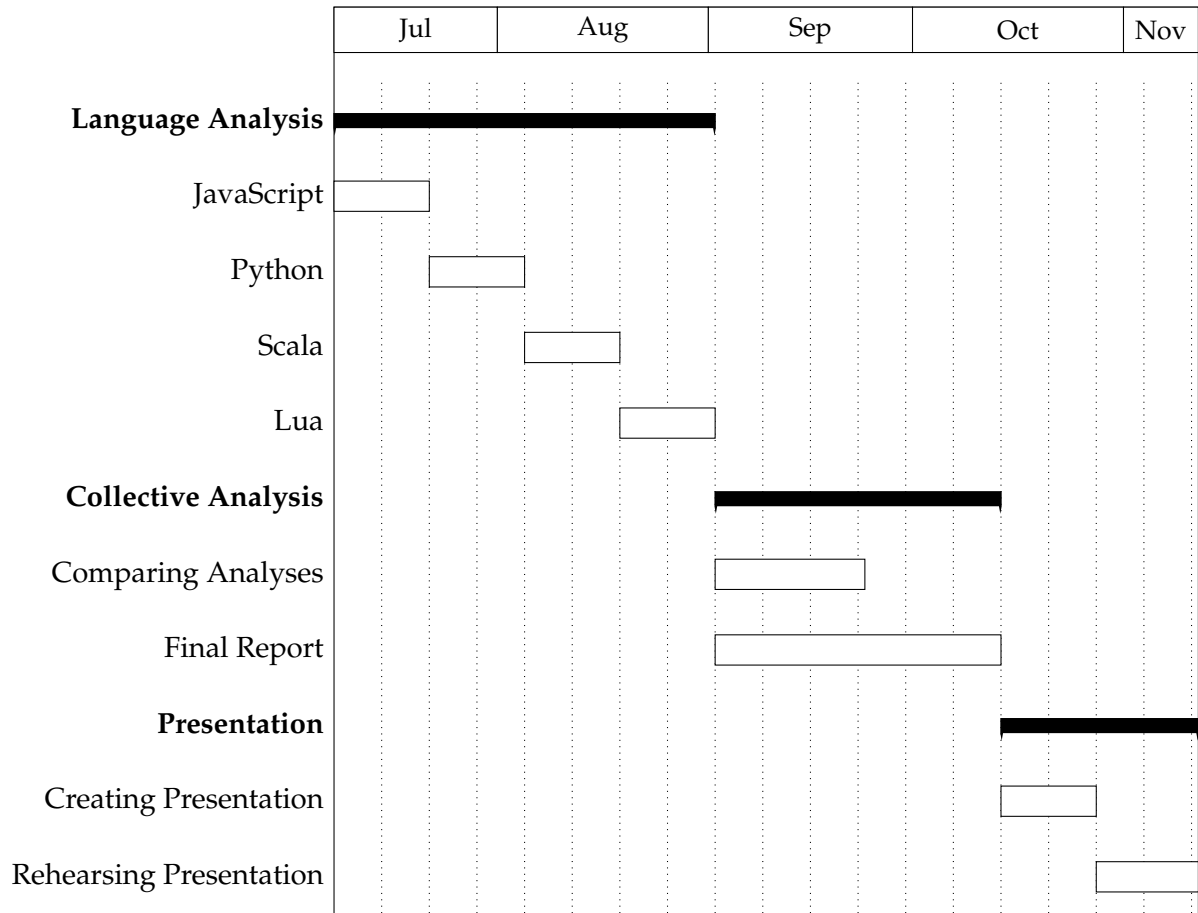 Jul Aug Sep Oct Nov
Language Analysis
JavaScript
Python
Scala
Lua
Collective Analysis
Comparing Analyses
Final Report
Presentation
Creating Presentation
Rehearsing Presentation